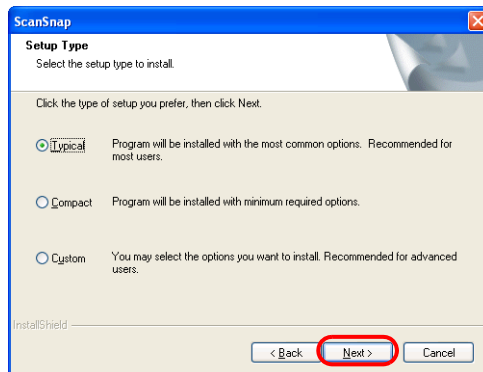 ScanSnap
Setup Type
Select the setup type to install.
Click the type of setup you prefer, then click Next.
Typical Program will be installed with the most common options. Recommended for
most users.
Compact Program will be installed with minimum required options.
Custom You may select the options you want to install. Recommended for advanced
users.
InstallShield
< Back Next > Cancel